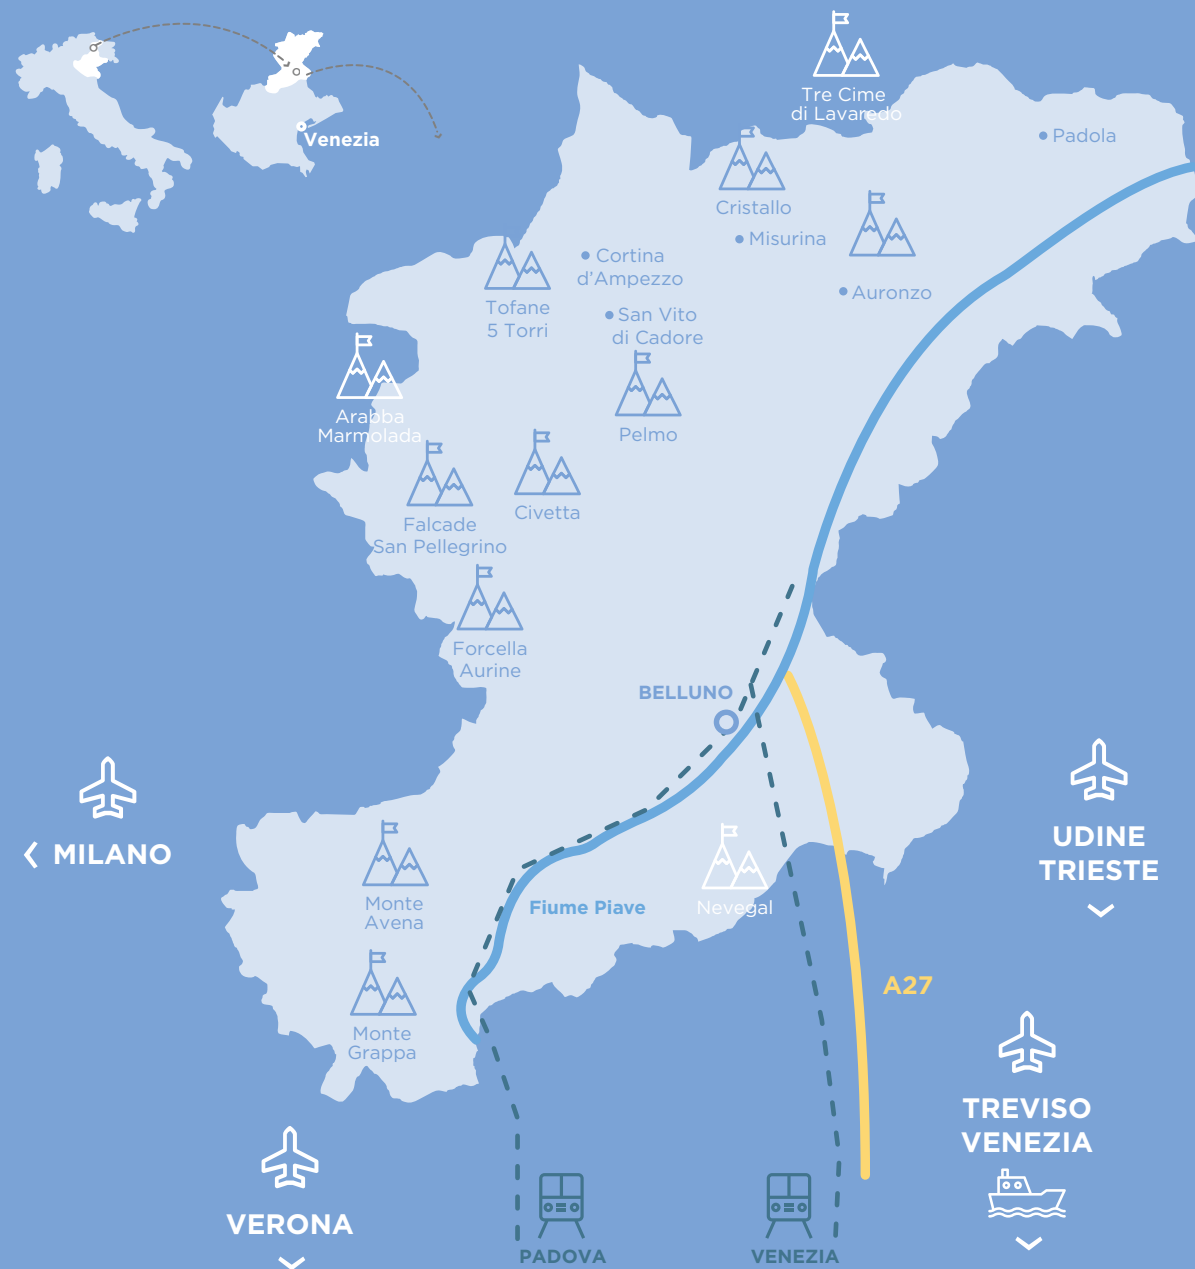 Venezia
Tre Cime
di Lavaredo
Padola
Cristallo
Misurina
Cortina
d'Ampezzo
Auronzo
Tofane
5 Torri
San Vito
di Cadore
Arabba
Marmolada
Pelmo
Civetta
Falcade
San Pellegrino
Forcella
Aurine
BELLUNO
MILANO
UDINE
TRIESTE
Monte
Avena
Fiume Piave
Nevegal
A27
Monte
Grappa
TREVISO
VENEZIA
VERONA
PADOVA
VENEZIA